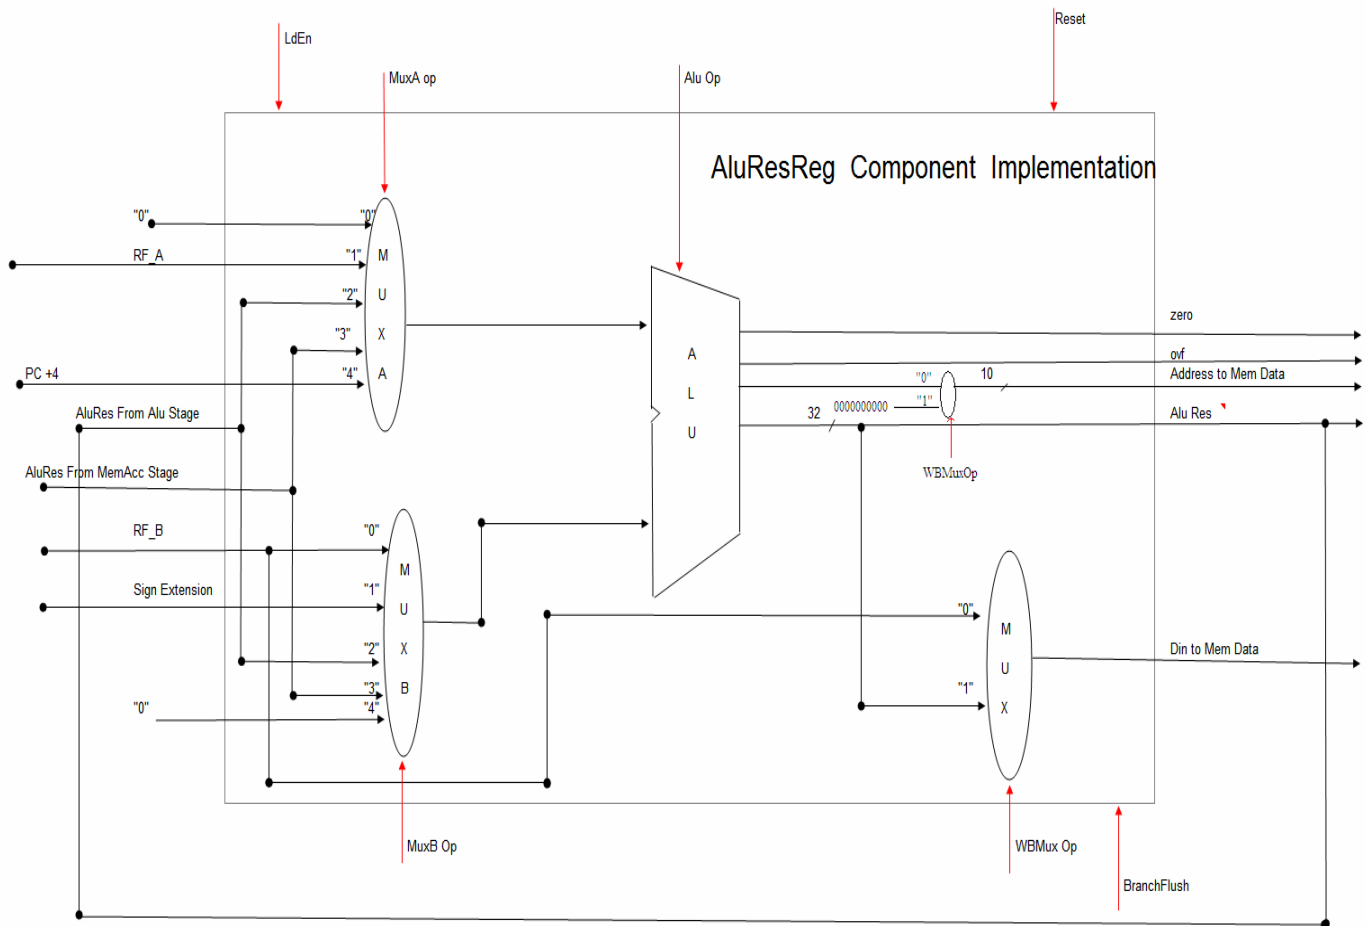 Reset
LdEn
MuxA op
Alu Op
AluResReg Component Implementation
"0"
"0"
RF_A
"1"
"2"
"3"
PC +4
"4"
AluRes From Alu Stage
AluRes From MemAcc Stage
RF_B
"0"
Sign Extension
"1"
"2"
"3"
"0"
"4"
M
U
X
A
M
U
X
B
A
L
U
zero
ovf
"0"
10
Address to Mem Data
32
0000000000
"1"
Alu Res
WBMuxOp
"0"
"1"
M
U
X
Din to Mem Data
MuxB Op
WBMux Op
BranchFlush